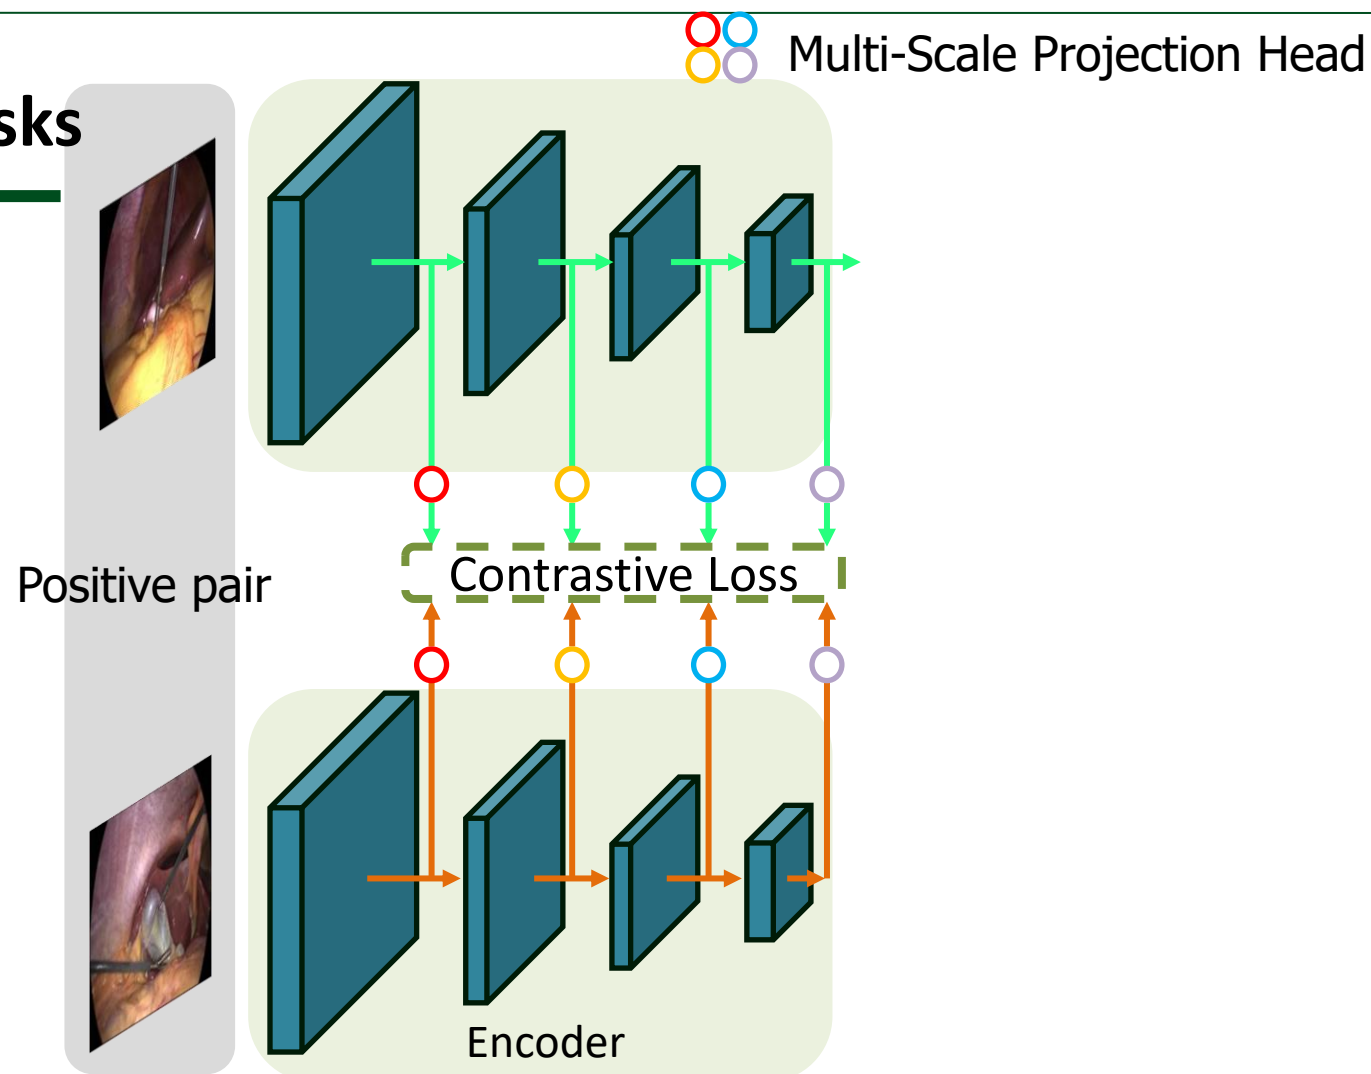 Multi-Scale Projection Head
sks
Contrastive Loss
Positive pair
Encoder